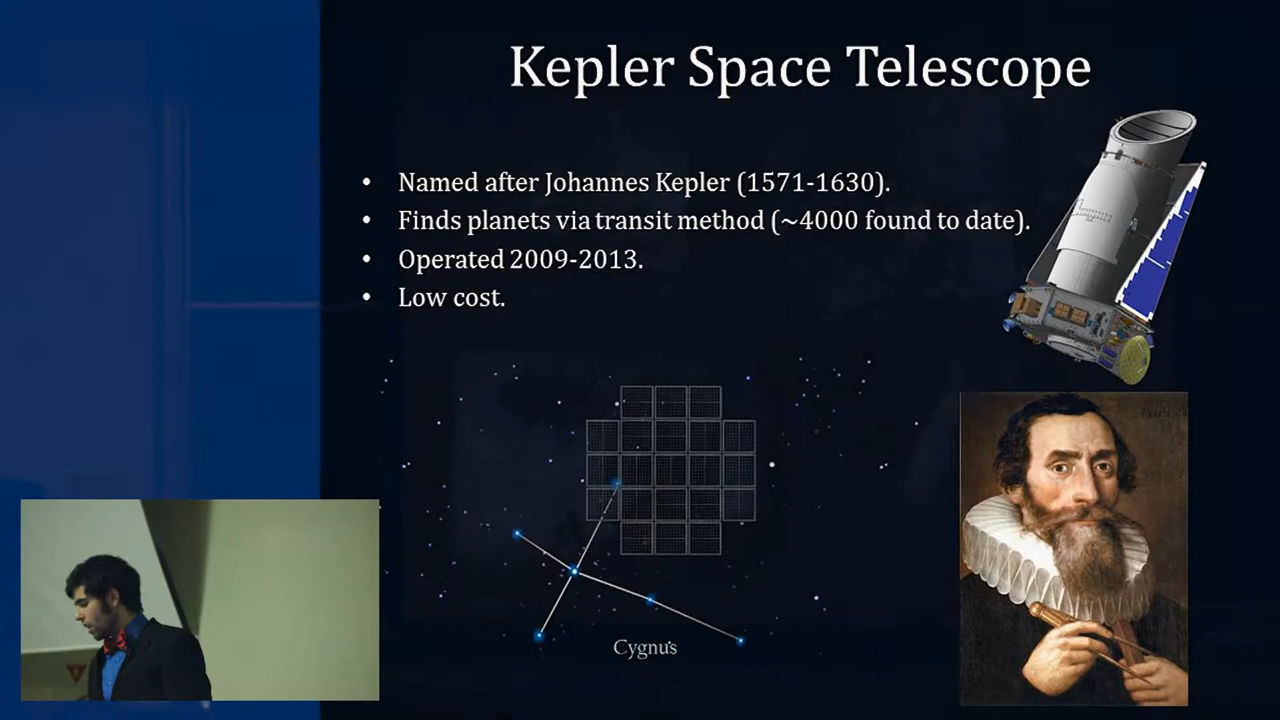 Kepler Space Telescope
• Named after Johannes Kepler (1571-1630).
• Finds planets via transit method (~4000 found to date).
• Operated 2009-2013.
• Low cost.
Cygnus